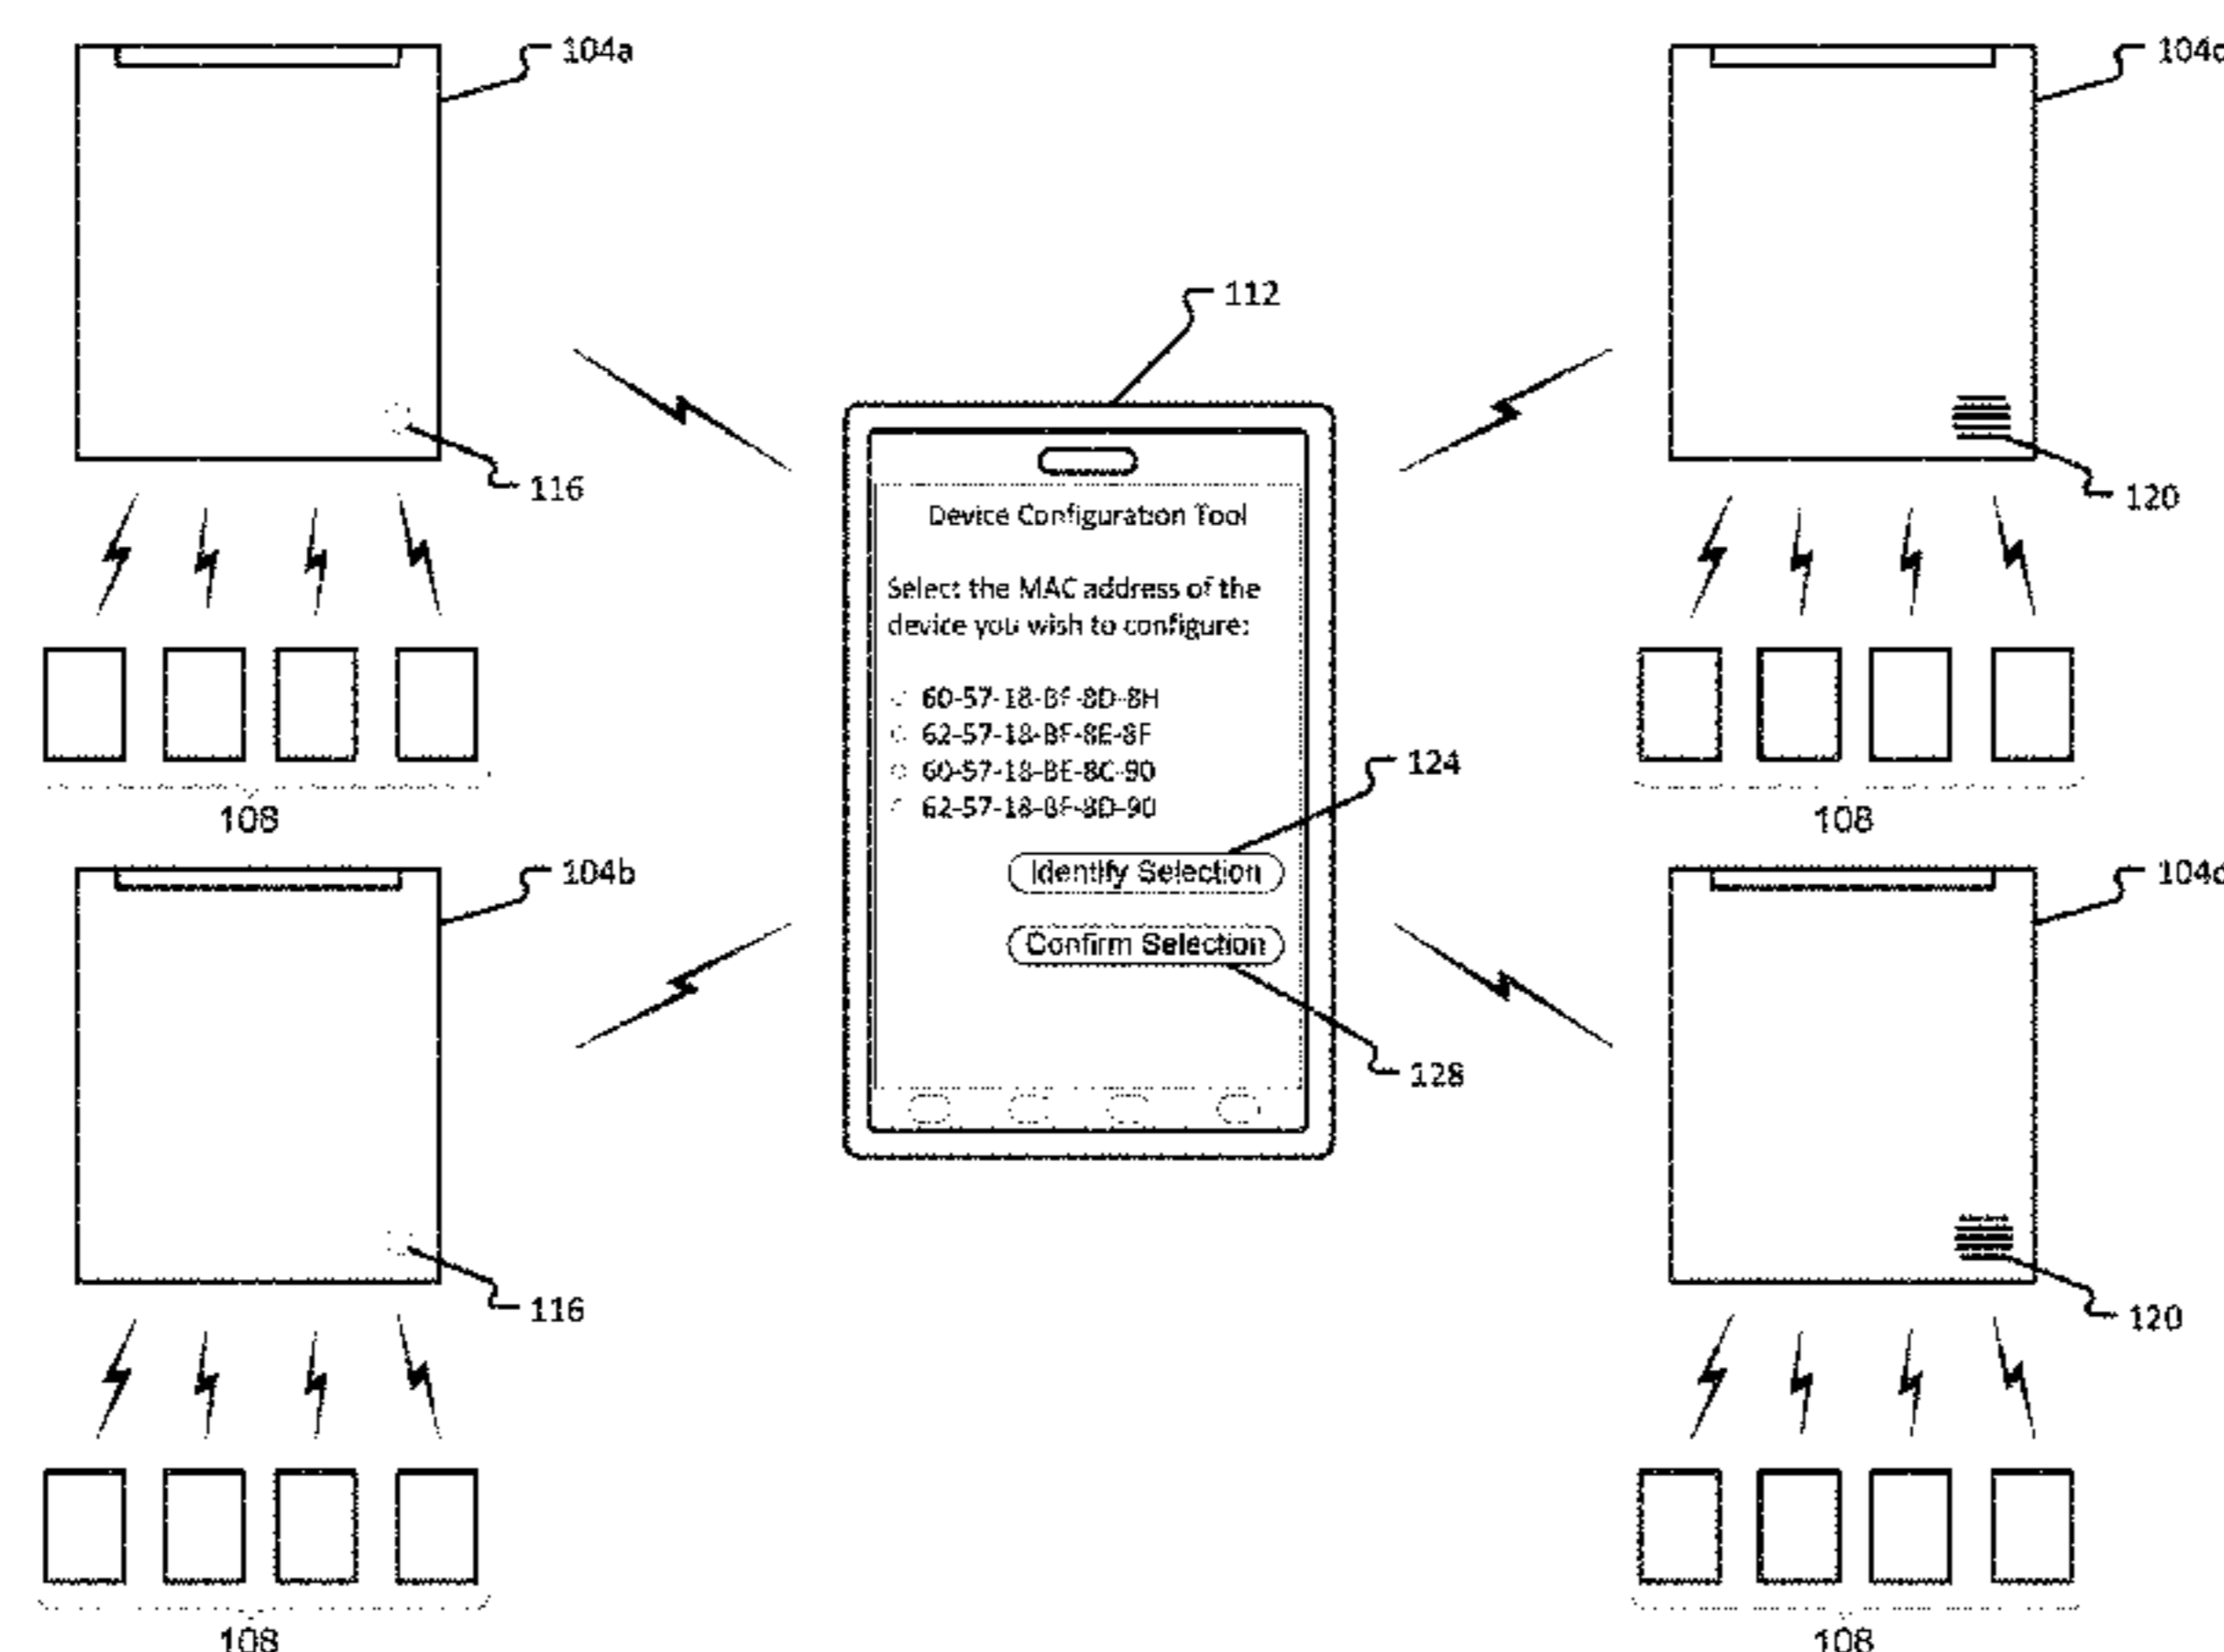 104a
104c
112
116
120
Device Configuration Tool
Select the MAC address of the
device you wish to configure:
60-57-18-BF-8D-8H
62-57-18-BF-8E-8F
60-57-18-BE-8C-90
62-57-18-BF-8D-90
124
108
108
Identify Selection
104b
104d
Confirm Selection
128
116
120
108
108